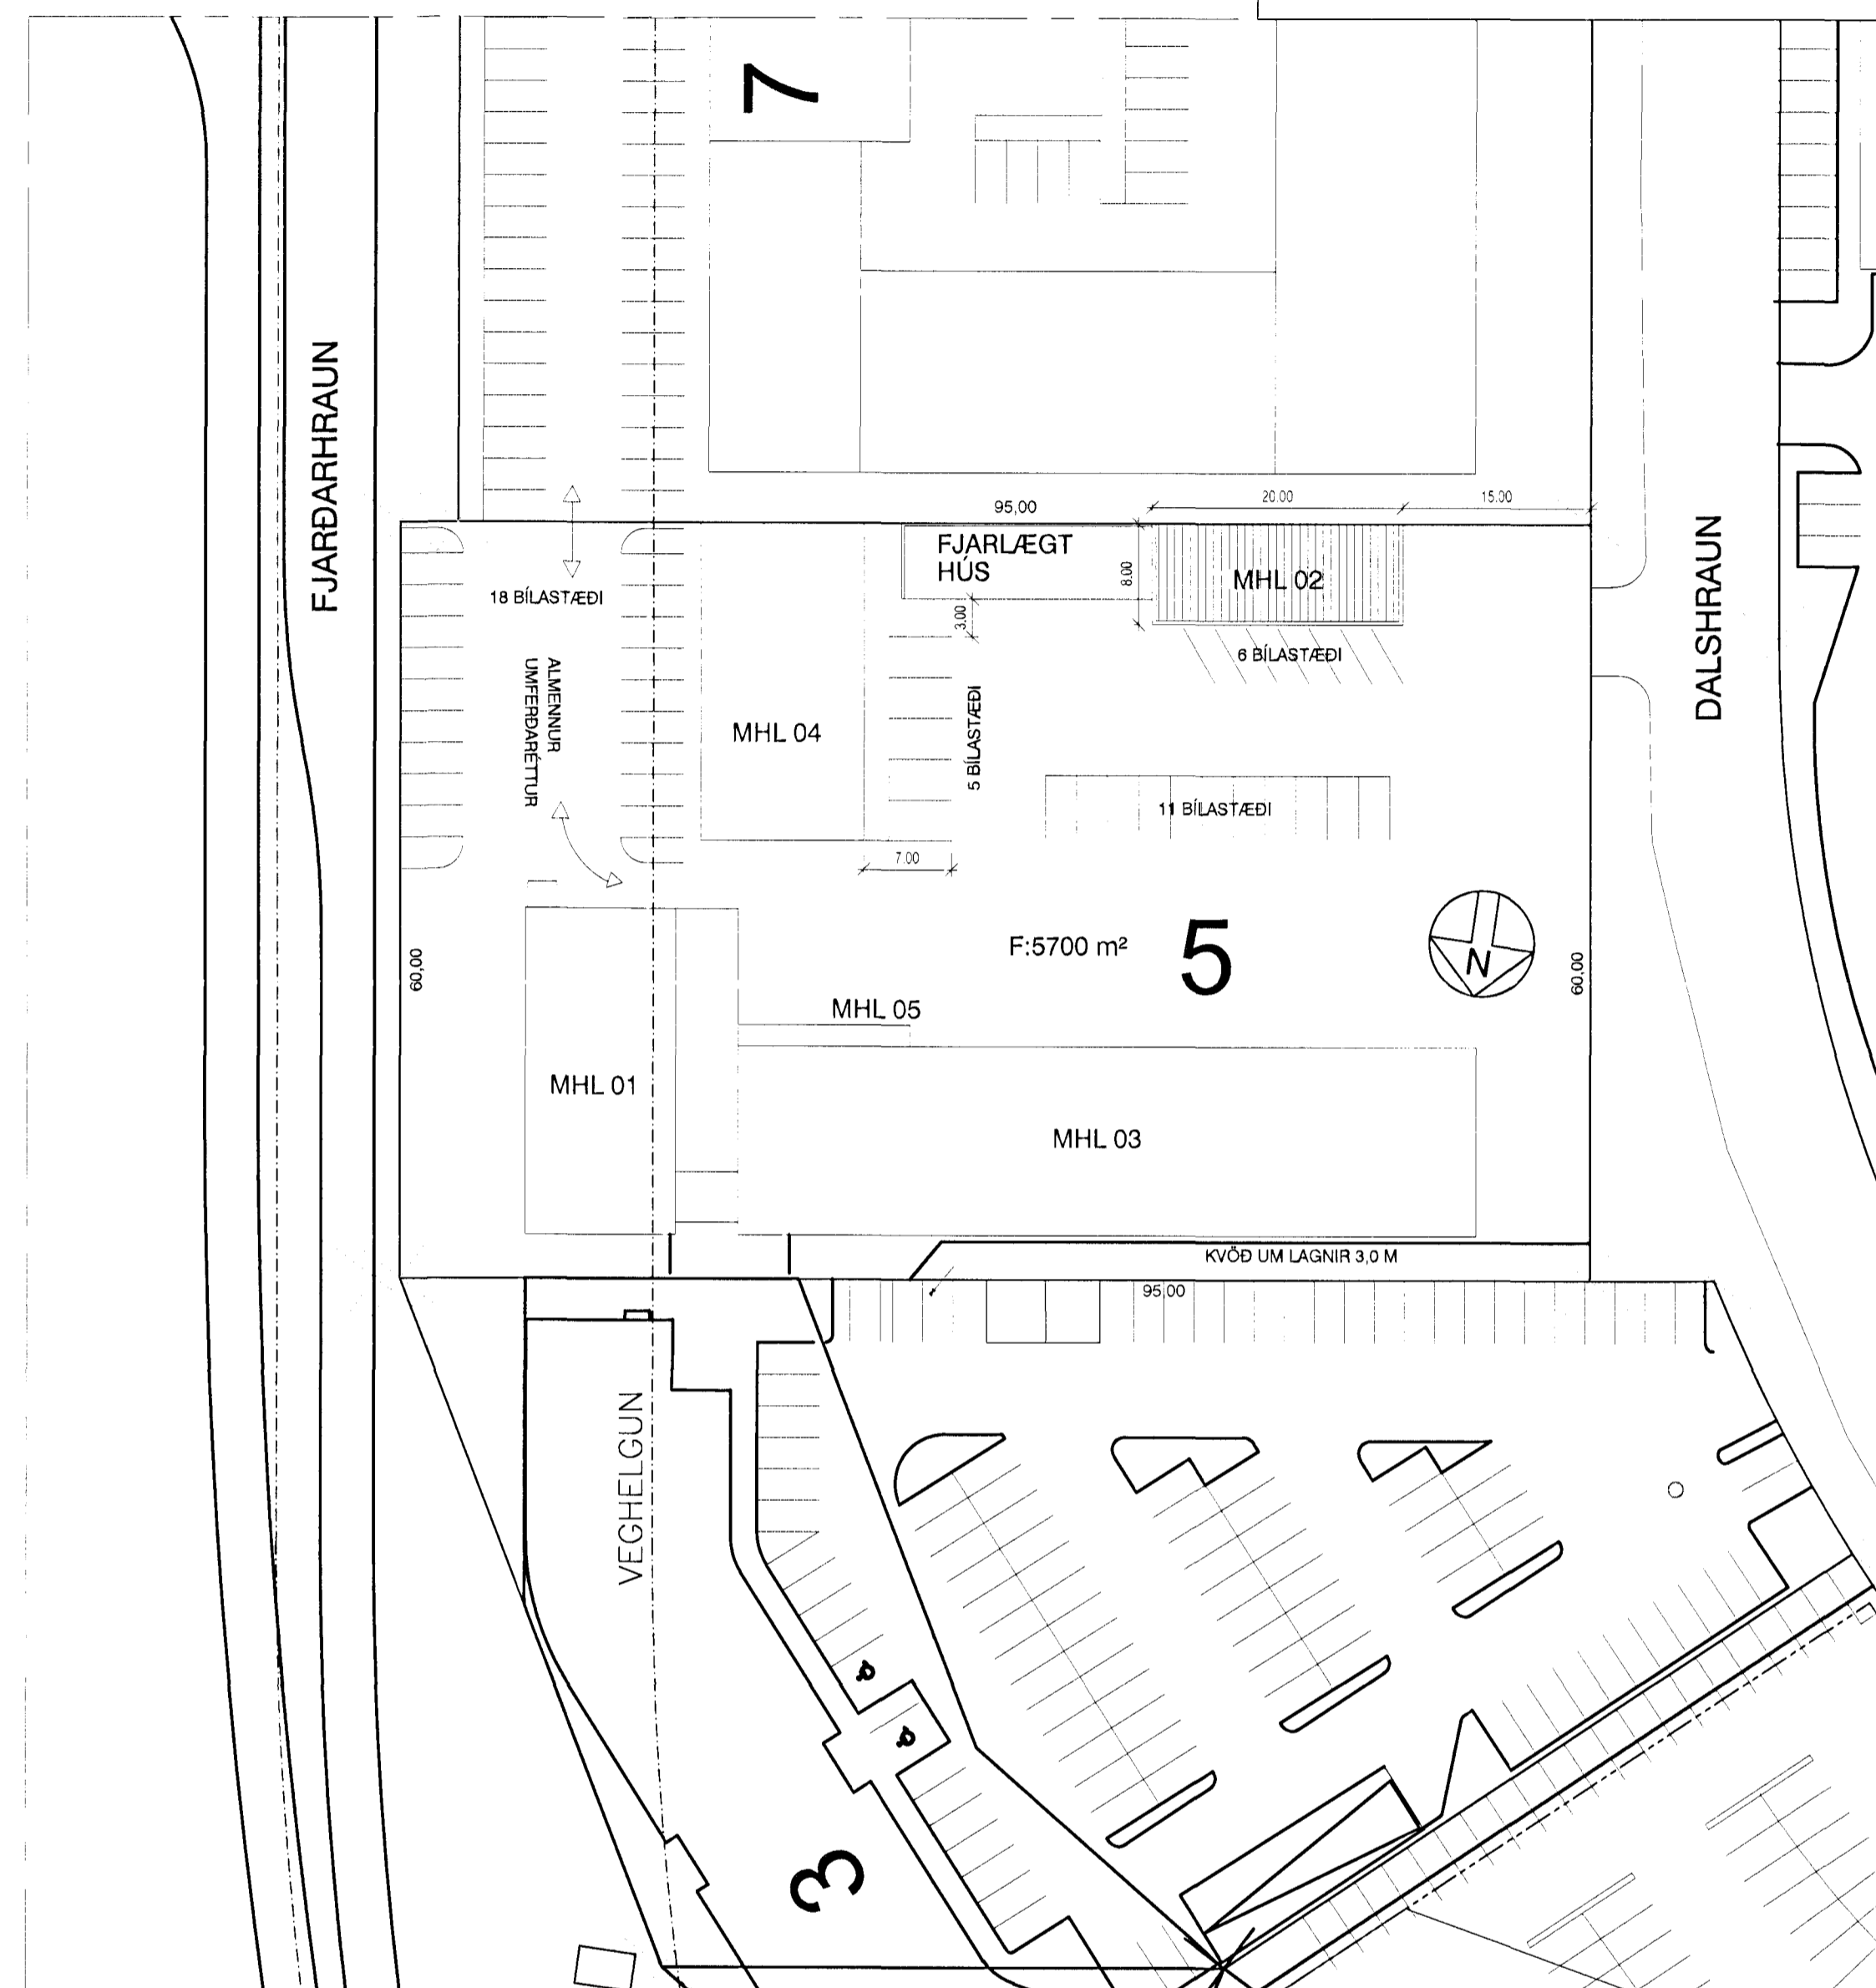 7
FJARÐARHRAUN
DALSHRAUN
95,00
20.00
15.00
FJARLÆGT
HÚS
8.00
MHL 02
3.00
18 BÍLASTÆÐI
6 BÍLASTÆÐI
ALMENNUR
UMFERÐARÉTTUR
MHL 04
5 BÍLASTÆÐI
11 BÍLASTÆÐI
7.00
F:5700 m²
5
N
60,00
60,00
MHL 05
MHL 01
MHL 03
KVÖÐ UM LAGNIR 3,0 M
95,00
VEGHELGUN
3